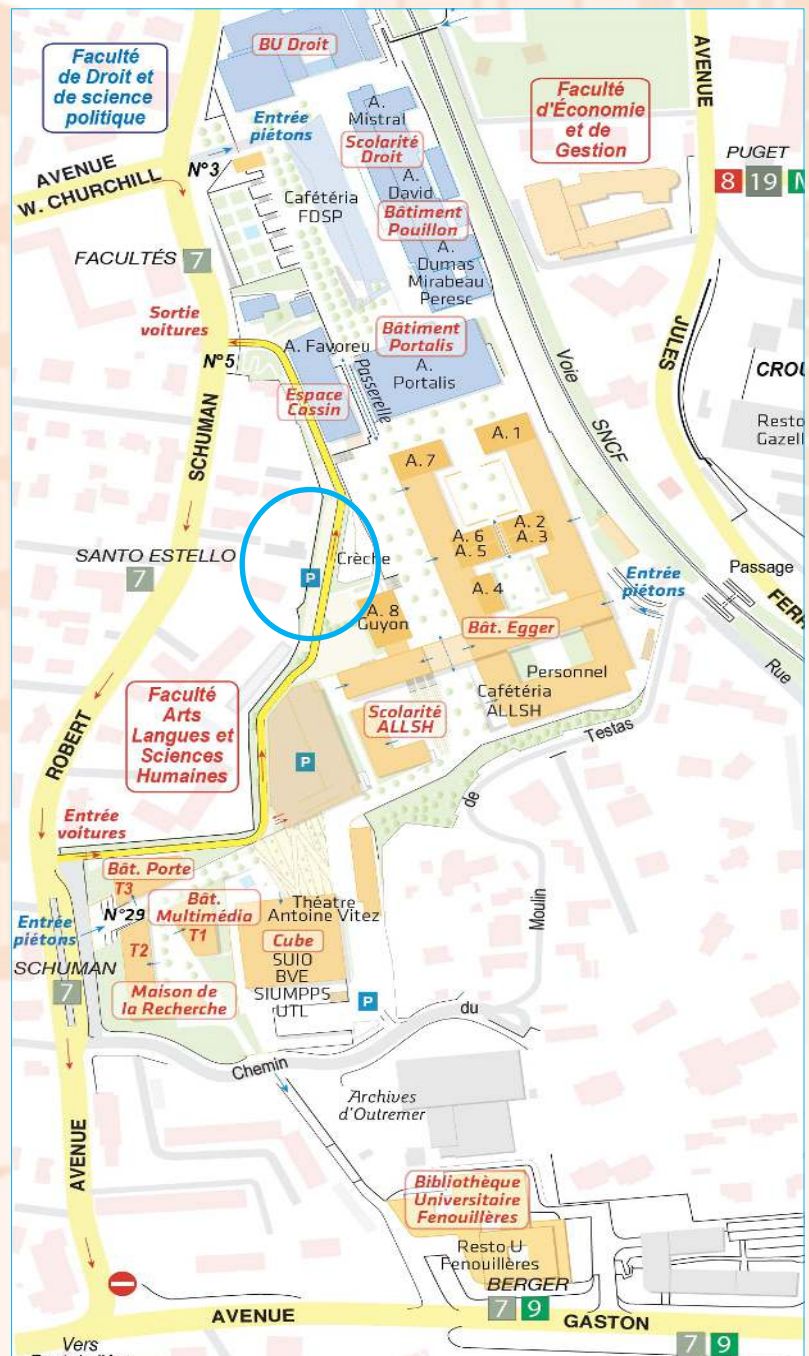 Faculté
de Droit et
de science
politique
BU Droit
AVENUE
W. CHURCHILL
N°3
Entrée
piétons
A.
Mistral
Scolarité
Droit
A.
David
Bâtiment
Pouillon
A.
Dumas
Mirabeau
Peresc
Cafétéria
FDSP
Faculté
d'Économie
et de
Gestion
AVENUE
PUGET
8 19
JULES
FACULTÉS 7
Sortie
voitures
N°5
A. Favoreu
Espace
Cassin
Passerelle
Bâtiment
Portalis
A.
Portalis
Voie
SNCF
Resto
SCHUMAN
A. 7
A. 1
A. 6
A. 5
A. 2
A. 3
A. 4
SANTO ESTELLO
7
P
Crèche
A. 8
Guyon
Bât. Egger
Entrée
piétons
Passage
Rue
Personnel
Cafétéria
ALLSH
Scolarité
ALLSH
P
Faculté
Arts
Langues et
Sciences
Humaines
ROBERT
Testas
de
Moulin
du
Chemin
Entrée
voitures
Bât. Porte
T3
N°29
Bât.
Multimédia
T1
T2
Entrée
piétons
SCHUMAN
7
Maison de
la Recherche
Théatre
Antoine Vitez
Cube
SUIO
BVE
SIUMPPS
UTL
P
Archives
d'Outremer
AVENUE
Bibliothèque
Universitaire
Fenouillères
Resto U
Fenouillères
BERGER
7 9
AVENUE
GASTON
7 9
Vers